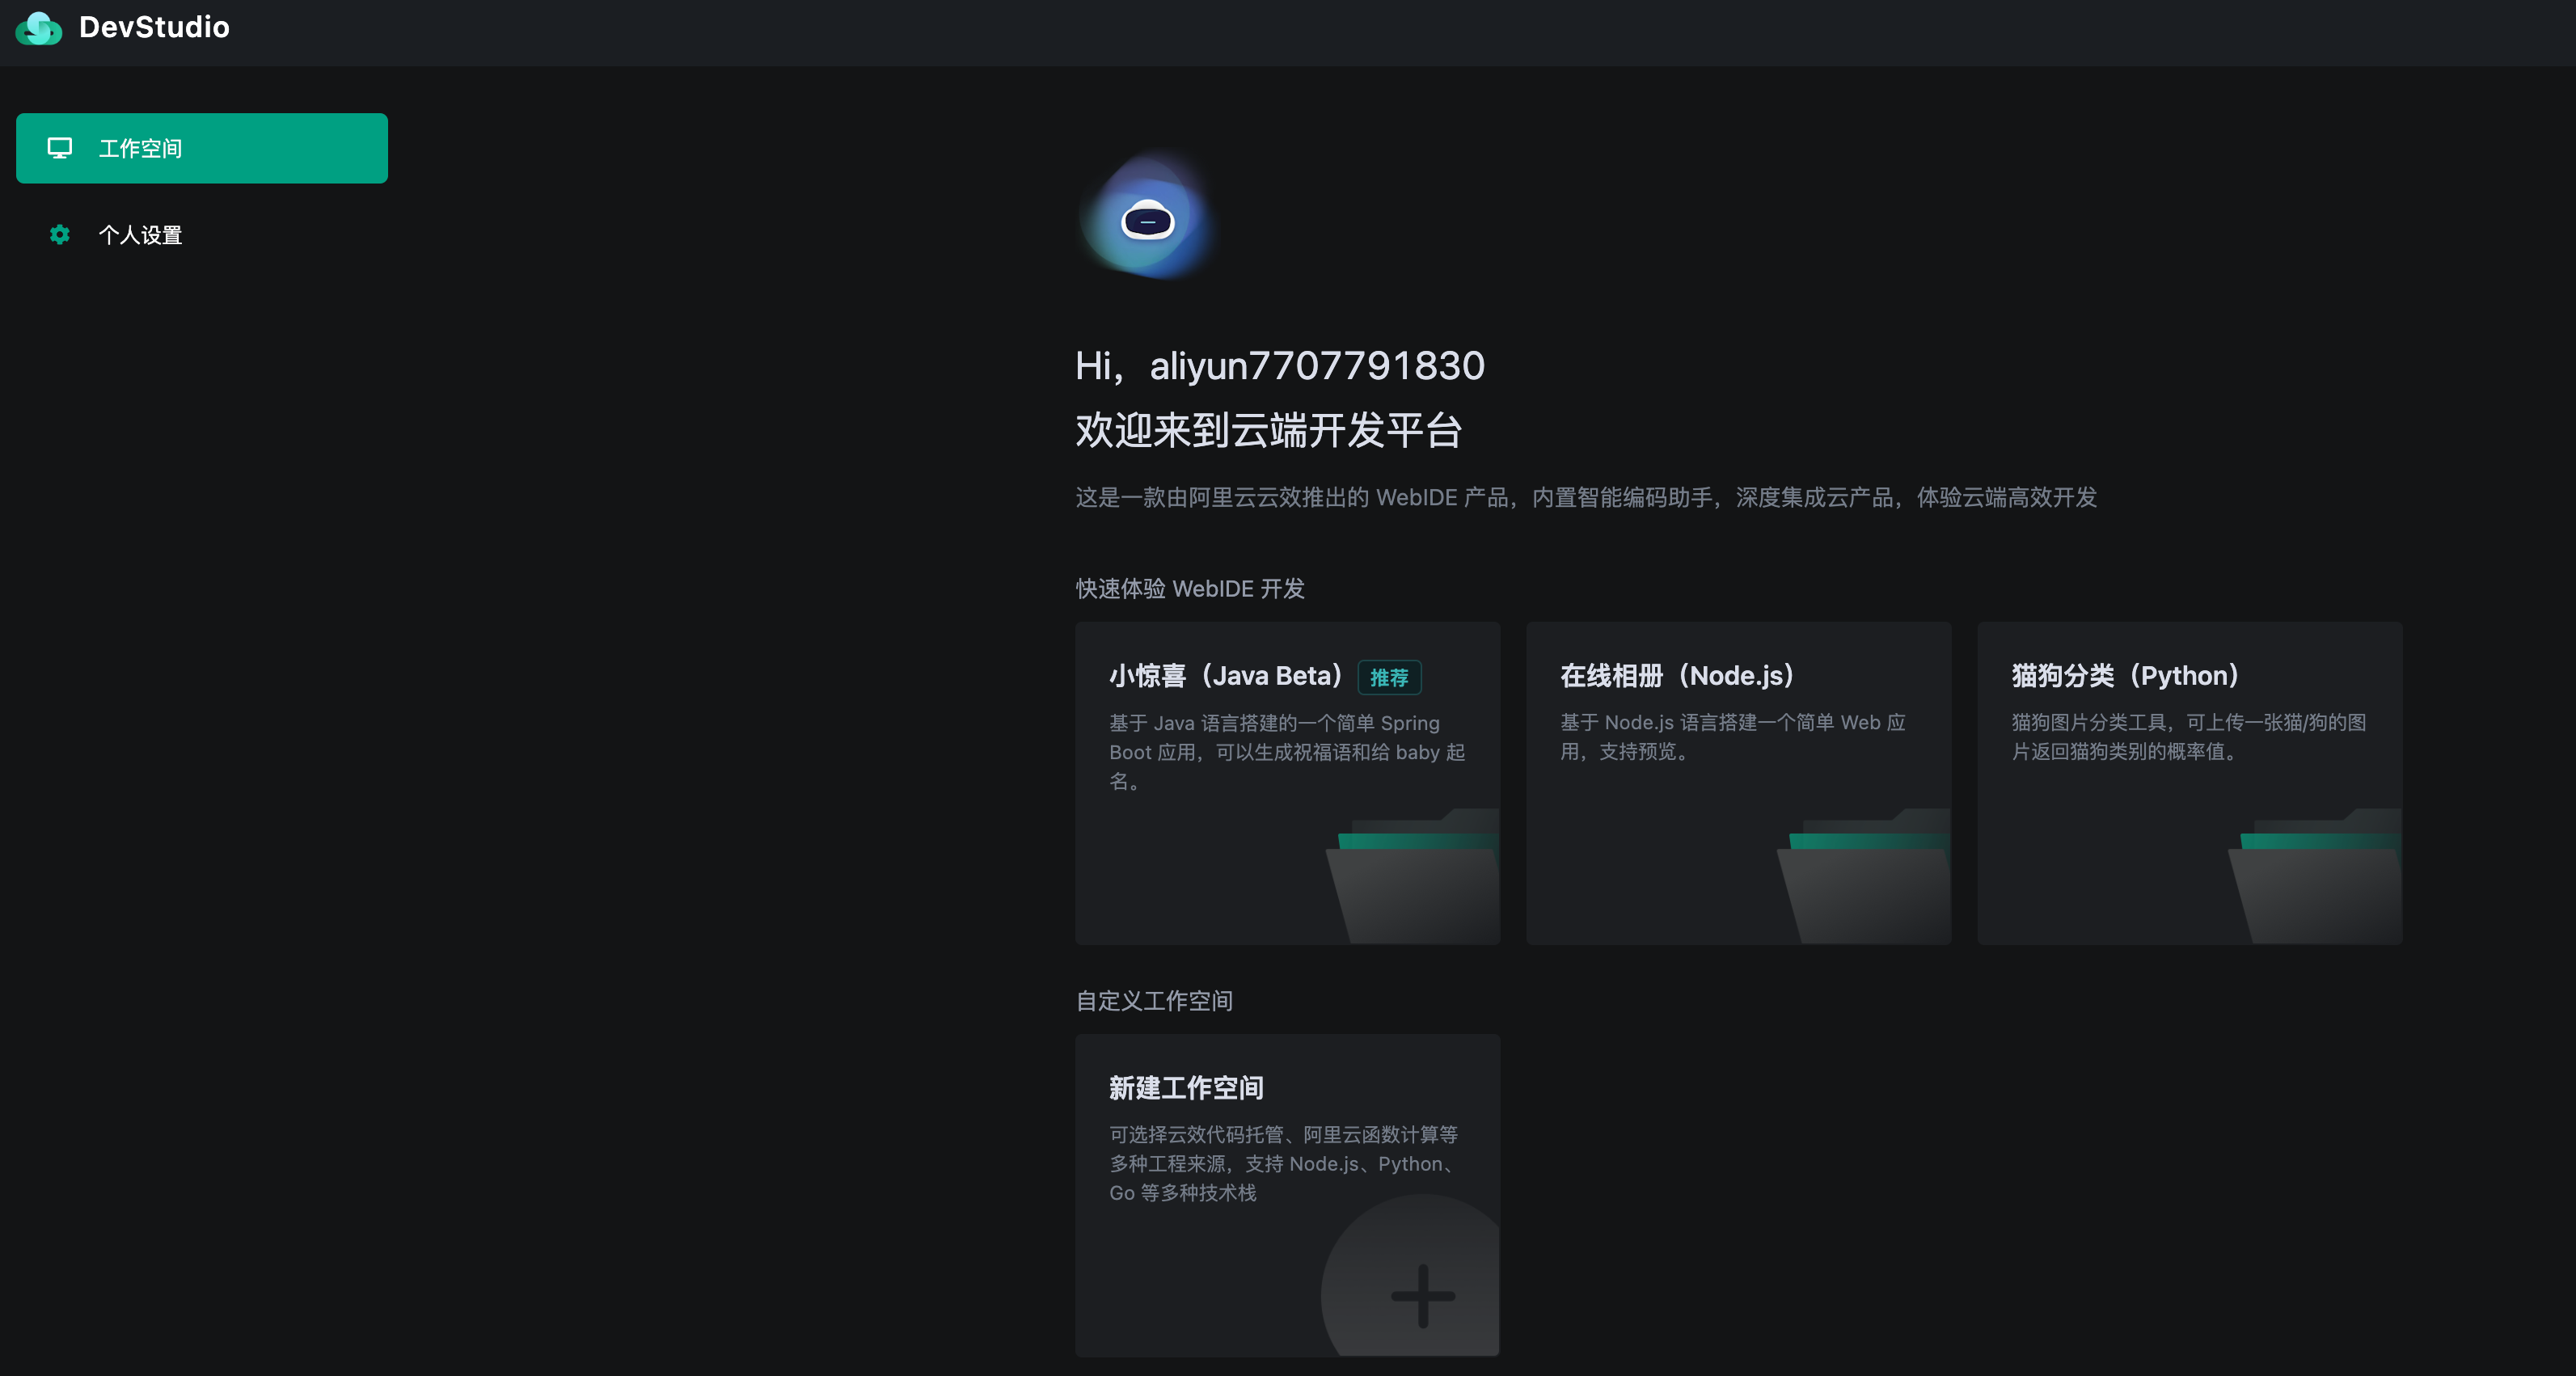 DevStudio
工作空间
个人设置
Hi，aliyun7707791830
欢迎来到云端开发平台
这是一款由阿里云云效推出的 WebIDE 产品，内置智能编码助手，深度集成云产品，体验云端高效开发
快速体验 WebIDE 开发
小惊喜（Java Beta） 推荐
基于 Java 语言搭建的一个简单 Spring
Boot 应用，可以生成祝福语和给 baby 起
名。
在线相册（Node.js）
基于 Node.js 语言搭建一个简单 Web 应
用，支持预览。
猫狗分类（Python）
猫狗图片分类工具，可上传一张猫/狗的图
片返回猫狗类别的概率值。
自定义工作空间
新建工作空间
可选择云效代码托管、阿里云函数计算等
多种工程来源，支持 Node.js、Python、
Go 等多种技术栈